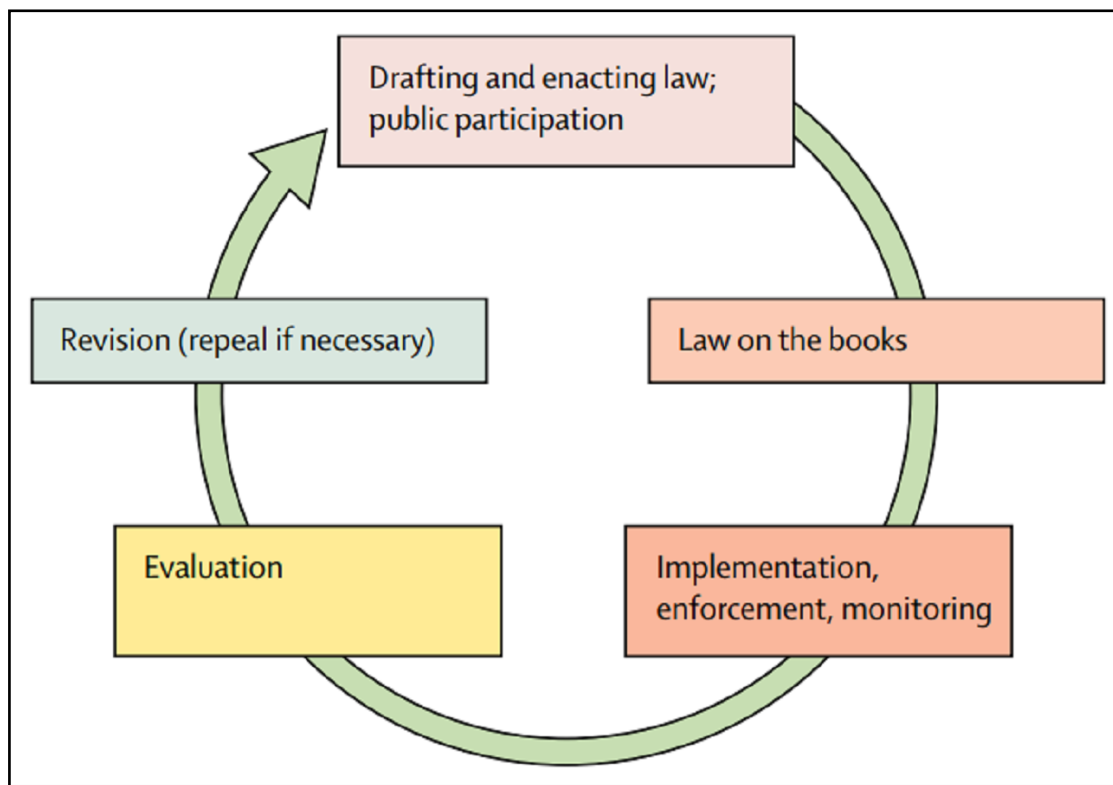 Drafting and enacting law;
public participation
Law on the books
Implementation,
enforcement, monitoring
Evaluation
Revision (repeal if necessary)